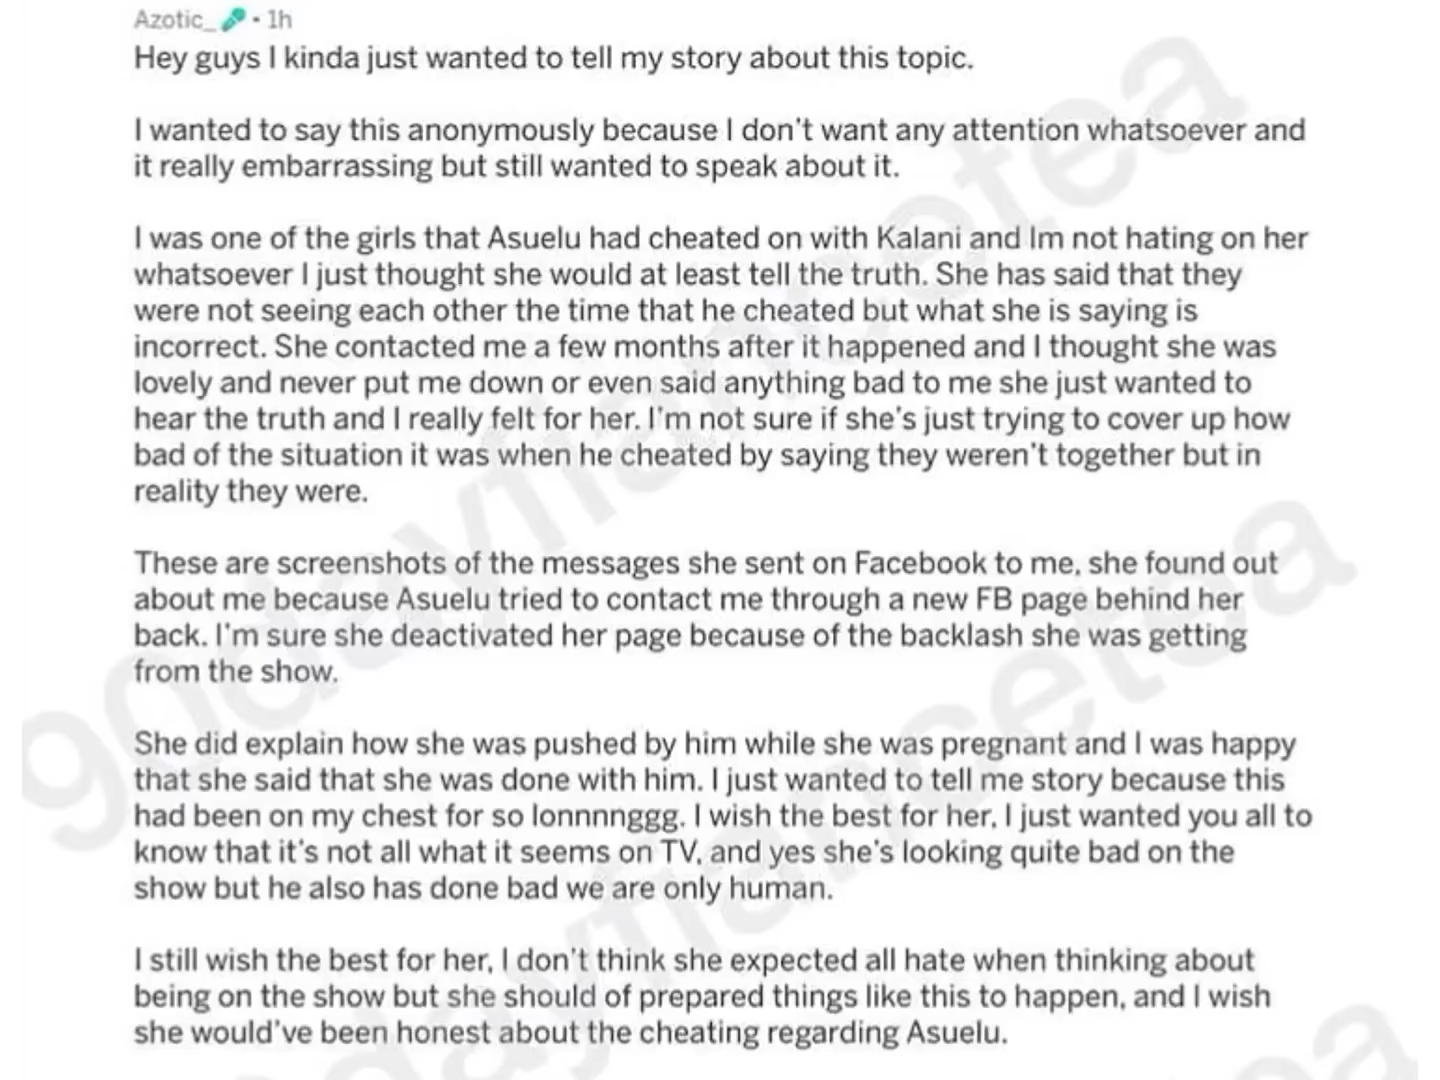 Azotic_ • 1h
Hey guys I kinda just wanted to tell my story about this topic.
I wanted to say this anonymously because I don't want any attention whatsoever and
it really embarrassing but still wanted to speak about it.
I was one of the girls that Asuelu had cheated on with Kalani and Im not hating on her
whatsoever I just thought she would at least tell the truth. She has said that they
were not seeing each other the time that he cheated but what she is saying is
incorrect. She contacted me a few months after it happened and I thought she was
lovely and never put me down or even said anything bad to me she just wanted to
hear the truth and I really felt for her. I'm not sure if she's just trying to cover up how
bad of the situation it was when he cheated by saying they weren't together but in
reality they were.
These are screenshots of the messages she sent on Facebook to me, she found out
about me because Asuelu tried to contact me through a new FB page behind her
back. I'm sure she deactivated her page because of the backlash she was getting
from the show.
She did explain how she was pushed by him while she was pregnant and I was happy
that she said that she was done with him. I just wanted to tell me story because this
had been on my chest for so lonnnnggg. I wish the best for her, I just wanted you all to
know that it's not all what it seems on TV, and yes she's looking quite bad on the
show but he also has done bad we are only human.
I still wish the best for her, I don't think she expected all hate when thinking about
being on the show but she should of prepared things like this to happen, and I wish
she would've been honest about the cheating regarding Asuelu.
90dayfiancetea
90dayfiancetea